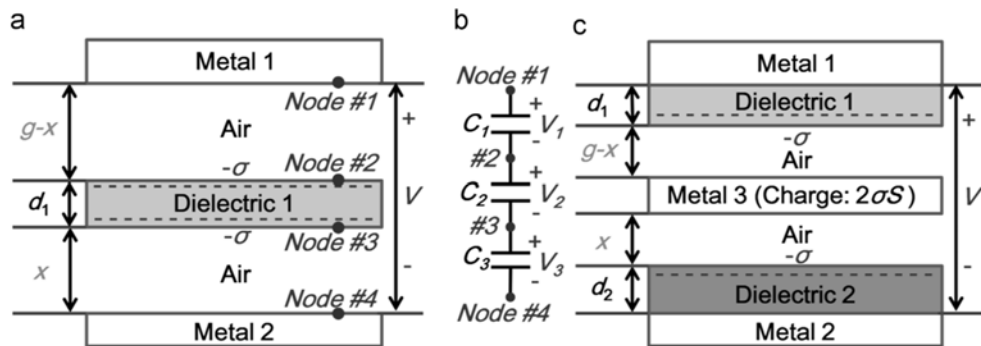 a
Metal 1
Node #1
g-x
Air
+
-σ
Node #2
d₁
Dielectric 1
V
-σ
Node #3
x
Air
-
Node #4
Metal 2
b
Node #1
C₁
+
V₁
-
#2
C₂
+
V₂
-
#3
C₃
+
V₃
-
Node #4
c
Metal 1
d₁
Dielectric 1
+
-σ
g-x
Air
Metal 3 (Charge: 2σS)
V
x
Air
-σ
-
d₂
Dielectric 2
Metal 2